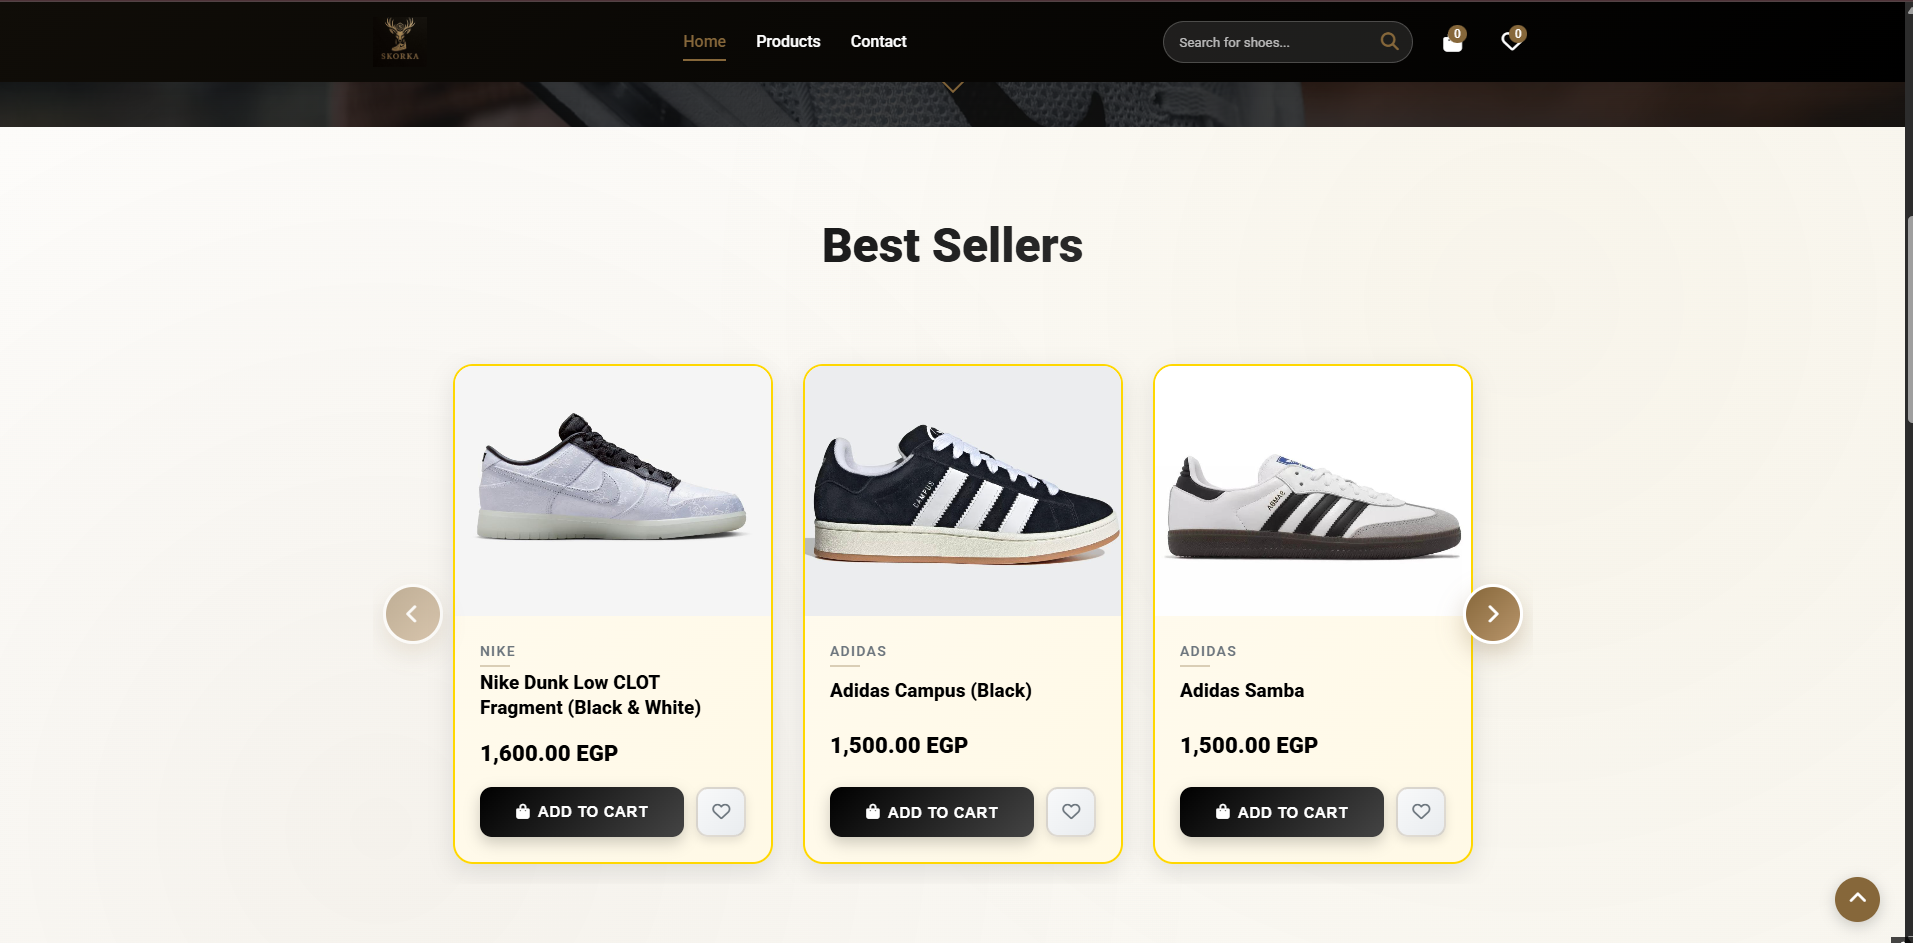 SKORKA
Home
Products
Contact
Search for shoes...
0
0
Best Sellers
CAMPUS
SAMBA
NIKE
Nike Dunk Low CLOT
Fragment (Black & White)
1,600.00 EGP
ADD TO CART
ADIDAS
Adidas Campus (Black)
1,500.00 EGP
ADD TO CART
ADIDAS
Adidas Samba
1,500.00 EGP
ADD TO CART